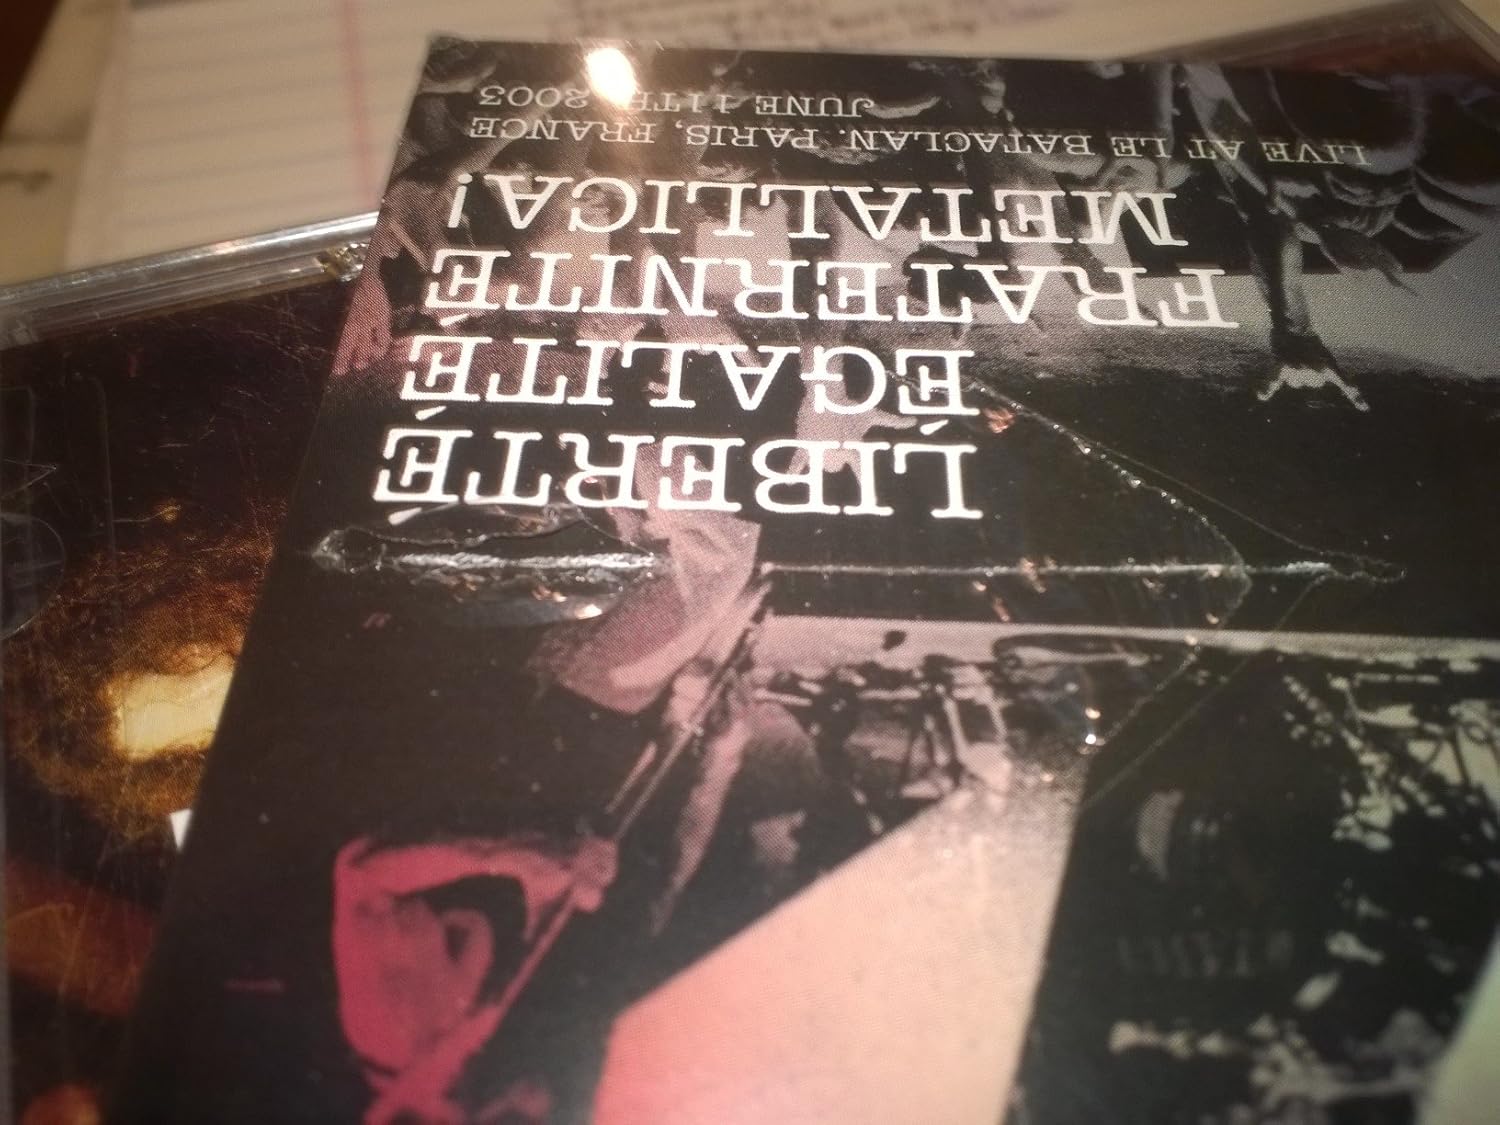 LIBERTÉ
ÉGALITÉ
FRATERNITÉ
METALLICA!
LIVE AT LE BATACLAN. PARIS, FRANCE
JUNE 11TH 2003